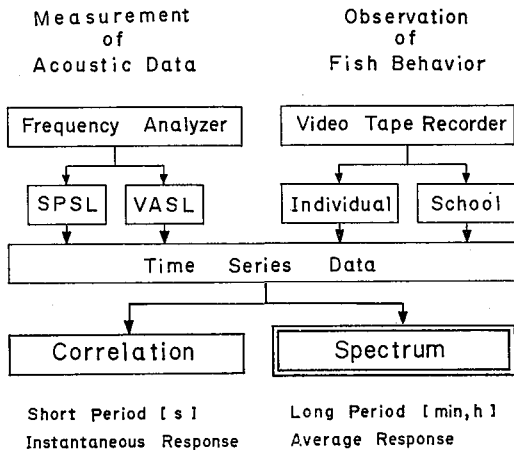 Measurement
of
Acoustic Data
Observation
of
Fish Behavior
Frequency Analyzer
Video Tape Recorder
SPSL
VASL
Individual
School
Time Series Data
Correlation
Spectrum
Short Period [s]
Instantaneous Response
Long Period [min,h]
Average Response